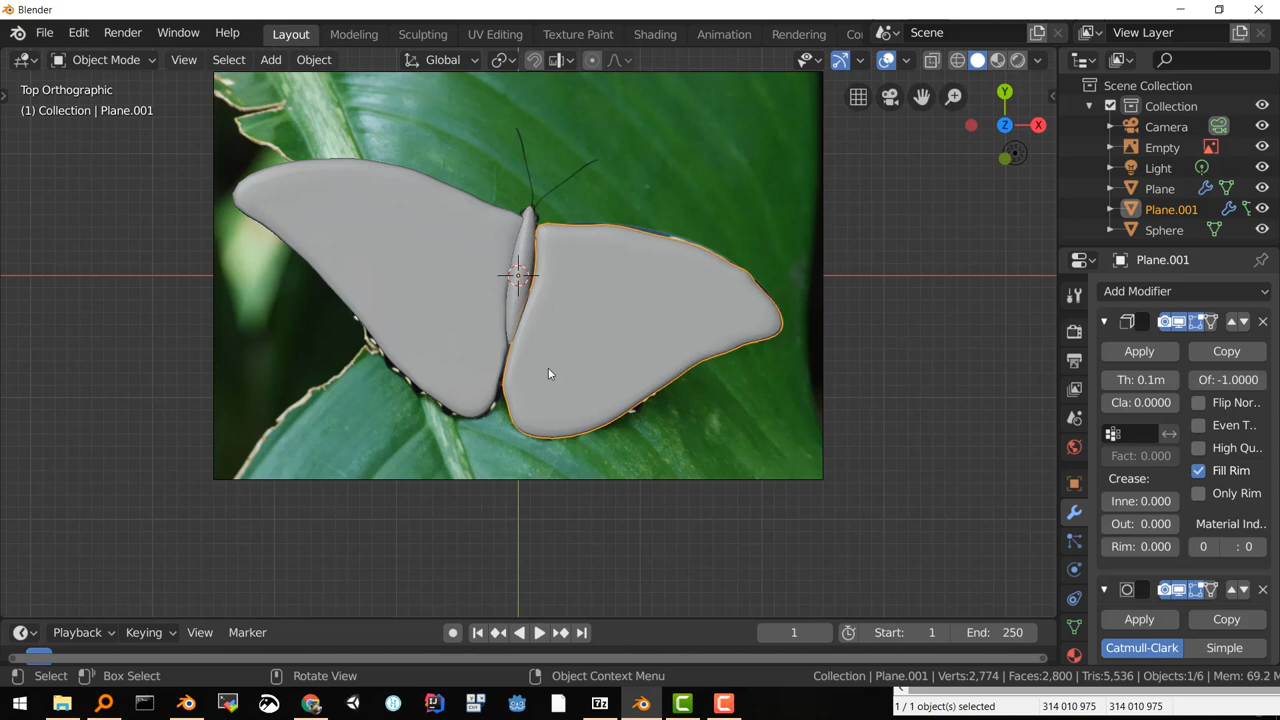 Blender
File Edit Render Window Help Layout Modeling Sculpting UV Editing Texture Paint Shading Animation Rendering Co Scene View Layer
Object Mode View Select Add Object Global
Top Orthographic
(1) Collection | Plane.001
Y
Z
X
Scene Collection
Collection
Camera
Empty
Light
Plane
Plane.001
Sphere
Plane.001
Add Modifier
Apply Copy
Th: 0.1m Of: -1.0000
Cla: 0.0000 Flip Nor..
Even T..
High Qu..
Fact: 0.000
Fill Rim
Crease:
Only Rim
Inne: 0.000
Out: 0.000 Material Ind..
Rim: 0.000 0 : 0
Apply Copy
Catmull-Clark Simple
Playback Keying View Marker 1 Start: 1 End: 250
Select Box Select Rotate View Object Context Menu Collection | Plane.001 | Verts:2,774 | Faces:2,800 | Tris:5,536 | Objects:1/6 | Mem: 69.2 M
1 / 1 object(s) selected 314 010 975 314 010 975